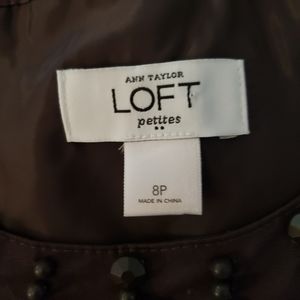 ANN TAYLOR
LOFT
petites
8P
MADE IN CHINA